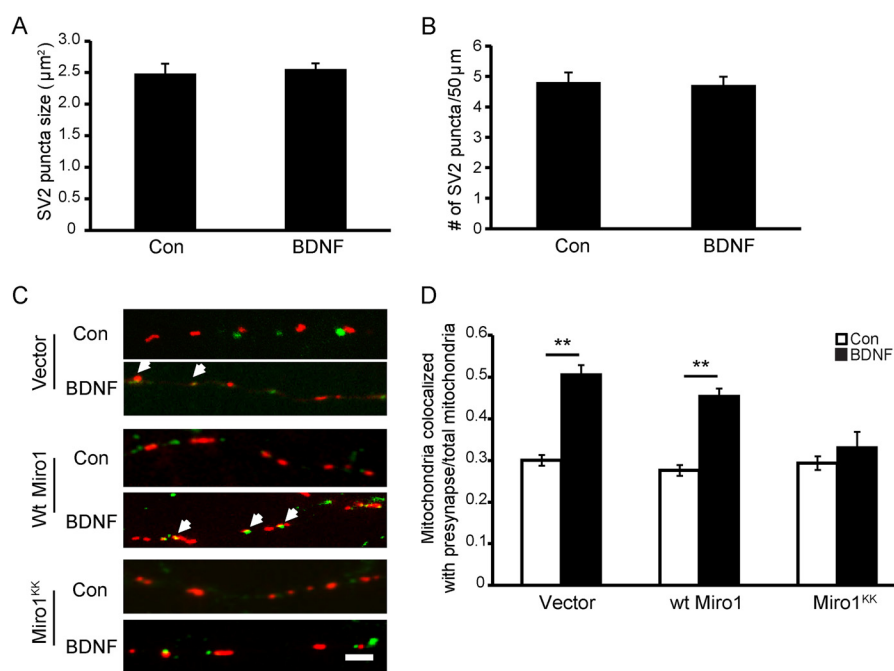 A
SV2 puncta size (μm²)
3.0
2.5
2.0
1.5
1.0
0.5
0
Con
BDNF
B
# of SV2 puncta/50μm
6
5
4
3
2
1
0
Con
BDNF
C
Vector
Con
BDNF
Wt Miro1
Con
BDNF
Miro1ᴷᴷ
Con
BDNF
D
Mitochondria colocalized
with presynapse/total mitochondria
0.6
0.5
0.4
0.3
0.2
0.1
0
**
**
Con
BDNF
Vector
wt Miro1
Miro1ᴷᴷ